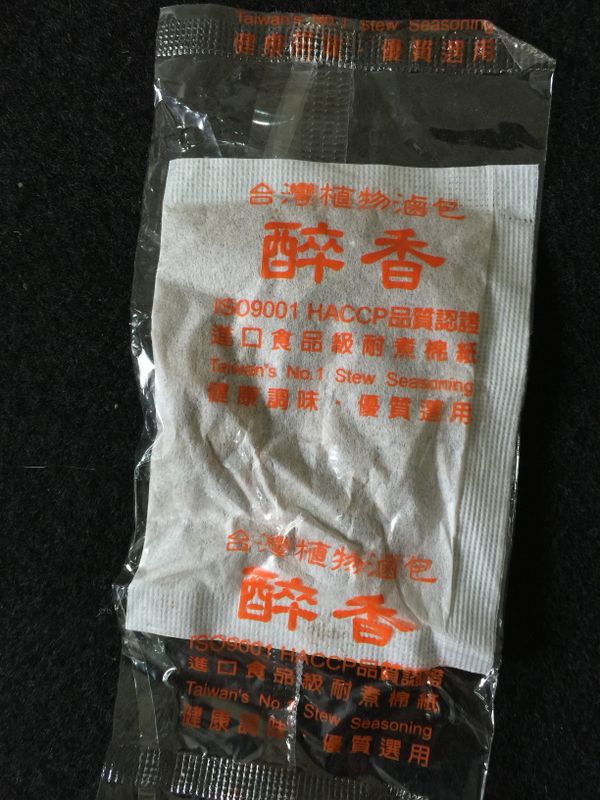 Taiwan's No.1 Stew Seasoning
健康調味·優質選用
台灣植物滷包
醉香
ISO9001 HACCP品質認證
進口食品級耐煮棉紙
Taiwan's No.1 Stew Seasoning
健康調味·優質選用
台灣植物滷包
醉香
ISO9001 HACCP品質認證
進口食品級耐煮棉紙
Taiwan's No.1 Stew Seasoning
健康調味·優質選用